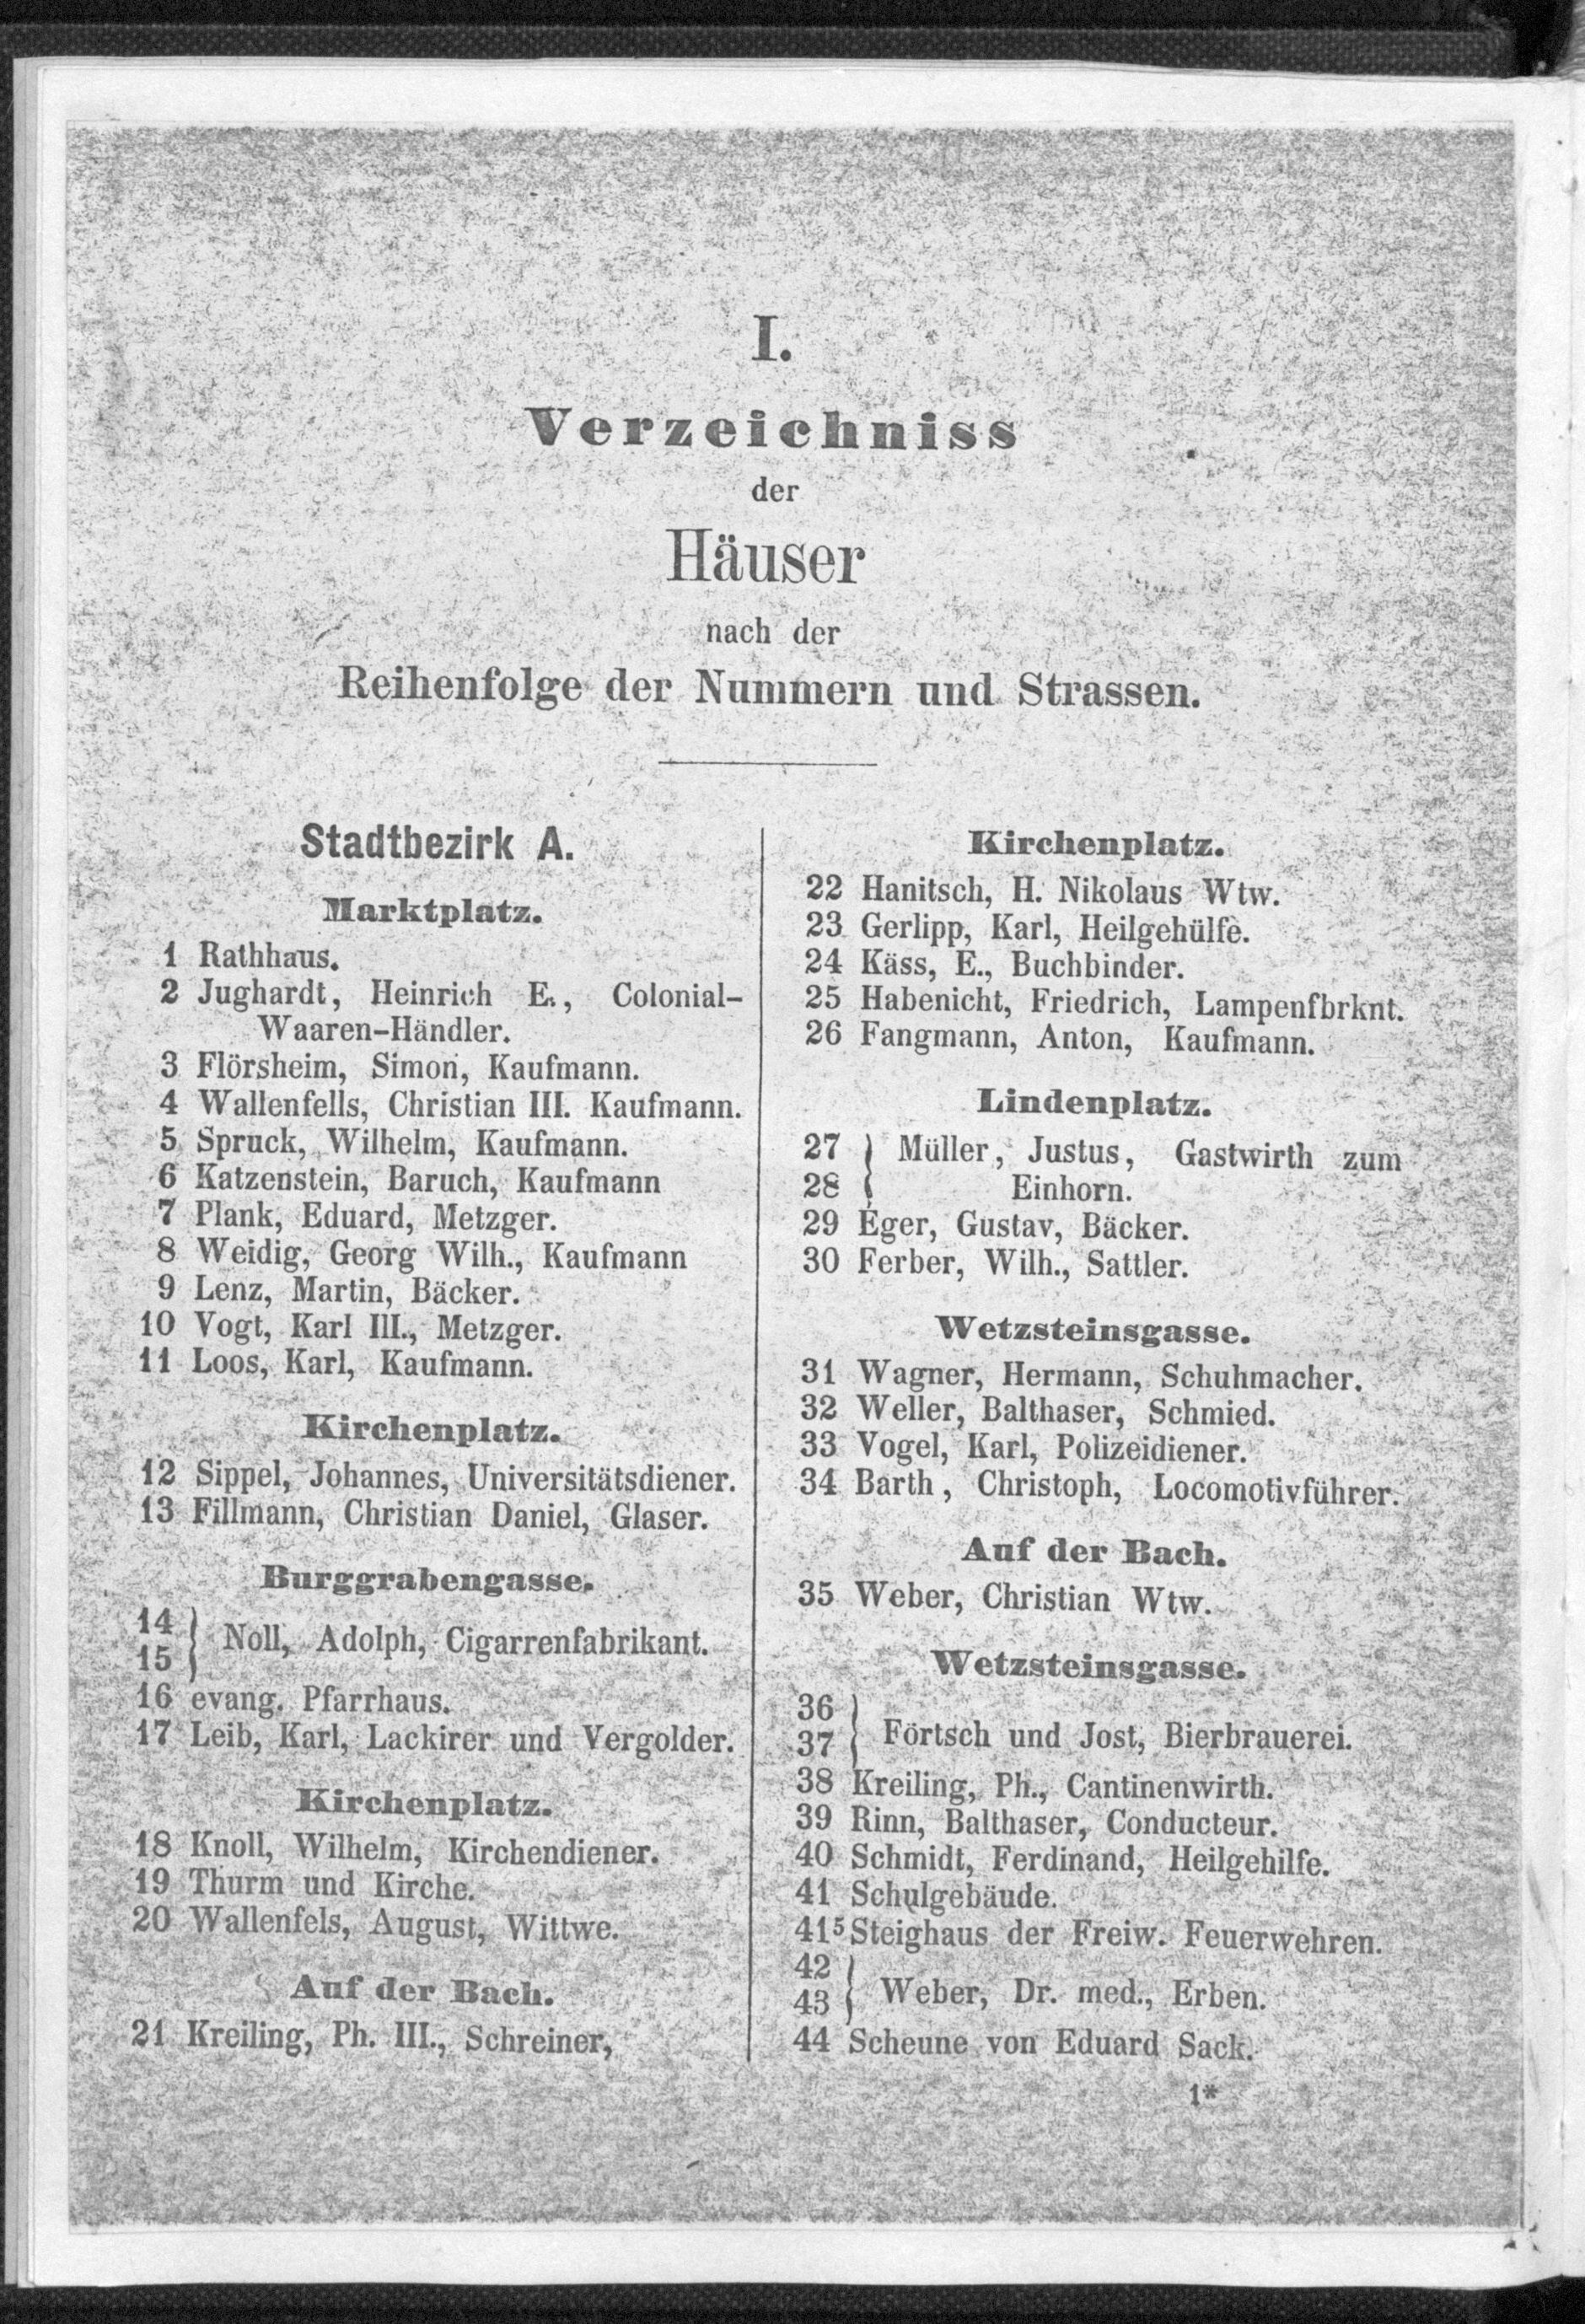 I.
Verzeichniss
der
Häuser
nach der
Reihenfolge der Nummern und Strassen.
Stadtbezirk A.
Marktplatz.
1 Rathhaus.
2 Jughardt, Heinrich E., Colonial-
Waaren-Händler.
3 Flörsheim, Simon, Kaufmann.
4 Wallenfells, Christian III. Kaufmann.
5 Spruck, Wilhelm, Kaufmann.
6 Katzenstein, Baruch, Kaufmann
7 Plank, Eduard, Metzger.
8 Weidig, Georg Wilh., Kaufmann
9 Lenz, Martin, Bäcker.
10 Vogt, Karl III., Metzger.
11 Loos, Karl, Kaufmann.
Kirchenplatz.
12 Sippel, Johannes, Universitätsdiener.
13 Fillmann, Christian Daniel, Glaser.
Burggrabengasse.
14
15 } Noll, Adolph, Cigarrenfabrikant.
16 evang. Pfarrhaus.
17 Leib, Karl, Lackirer und Vergolder.
Kirchenplatz.
18 Knoll, Wilhelm, Kirchendiener.
19 Thurm und Kirche.
20 Wallenfels, August, Wittwe.
Auf der Bach.
21 Kreiling, Ph. III., Schreiner,
Kirchenplatz.
22 Hanitsch, H. Nikolaus Wtw.
23 Gerlipp, Karl, Heilgehülfe.
24 Käss, E., Buchbinder.
25 Habenicht, Friedrich, Lampenfbrknt.
26 Fangmann, Anton, Kaufmann.
Lindenplatz.
27 } Müller, Justus, Gastwirth zum
28 Einhorn.
29 Eger, Gustav, Bäcker.
30 Ferber, Wilh., Sattler.
Wetzsteinsgasse.
31 Wagner, Hermann, Schuhmacher.
32 Weller, Balthaser, Schmied.
33 Vogel, Karl, Polizeidiener.
34 Barth, Christoph, Locomotivführer.
Auf der Bach.
35 Weber, Christian Wtw.
Wetzsteinsgasse.
36
37 } Förtsch und Jost, Bierbrauerei.
38 Kreiling, Ph., Cantinenwirth.
39 Rinn, Balthaser, Conducteur.
40 Schmidt, Ferdinand, Heilgehilfe.
41 Schulgebäude.
41⁵ Steighaus der Freiw. Feuerwehren.
42
43 } Weber, Dr. med., Erben.
44 Scheune von Eduard Sack.
1*